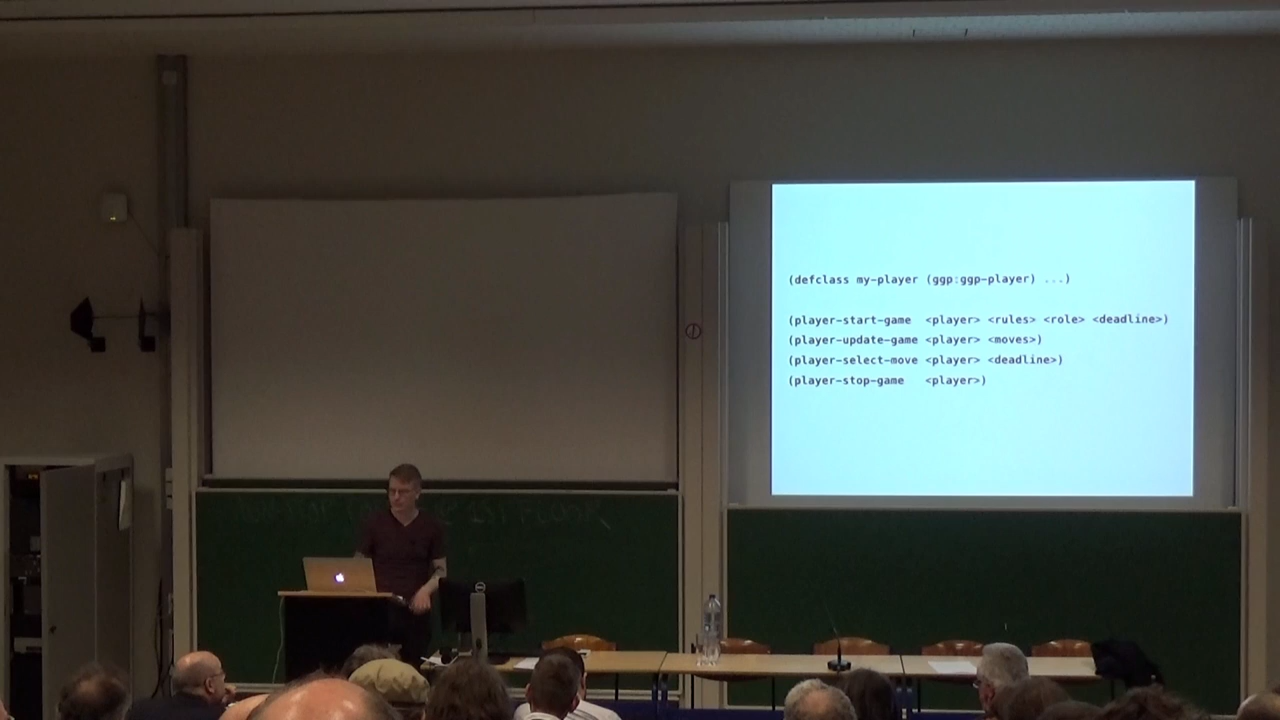 (defclass my-player (ggp:ggp-player) ...)
(player-start-game <player> <rules> <role> <deadline>)
(player-update-game <player> <moves>)
(player-select-move <player> <deadline>)
(player-stop-game <player>)